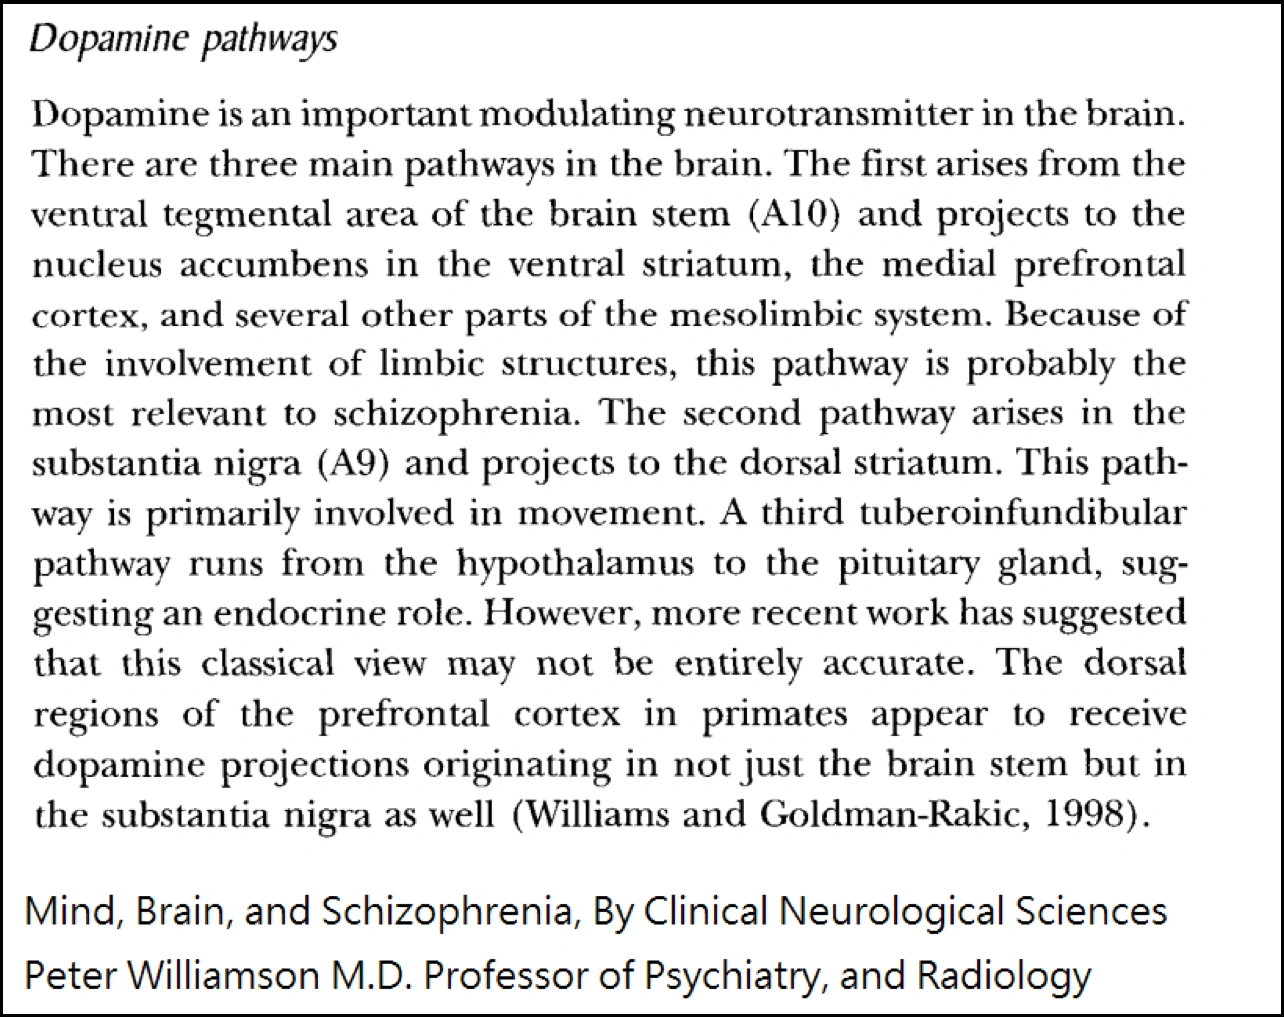 Dopamine pathways
Dopamine is an important modulating neurotransmitter in the brain.
There are three main pathways in the brain. The first arises from the
ventral tegmental area of the brain stem (A10) and projects to the
nucleus accumbens in the ventral striatum, the medial prefrontal
cortex, and several other parts of the mesolimbic system. Because of
the involvement of limbic structures, this pathway is probably the
most relevant to schizophrenia. The second pathway arises in the
substantia nigra (A9) and projects to the dorsal striatum. This path-
way is primarily involved in movement. A third tuberoinfundibular
pathway runs from the hypothalamus to the pituitary gland, sug-
gesting an endocrine role. However, more recent work has suggested
that this classical view may not be entirely accurate. The dorsal
regions of the prefrontal cortex in primates appear to receive
dopamine projections originating in not just the brain stem but in
the substantia nigra as well (Williams and Goldman-Rakic, 1998).
Mind, Brain, and Schizophrenia, By Clinical Neurological Sciences
Peter Williamson M.D. Professor of Psychiatry, and Radiology